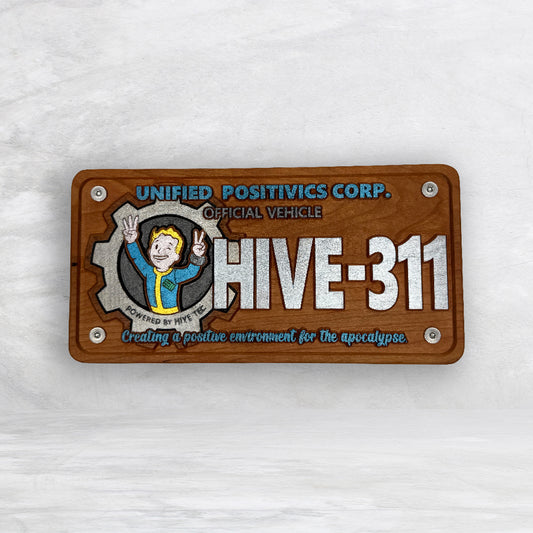 UNIFIED POSITIVICS CORP.
OFFICIAL VEHICLE
HIVE-311
POWERED BY HIVE-TEC
Creating a positive environment for the apocalypse